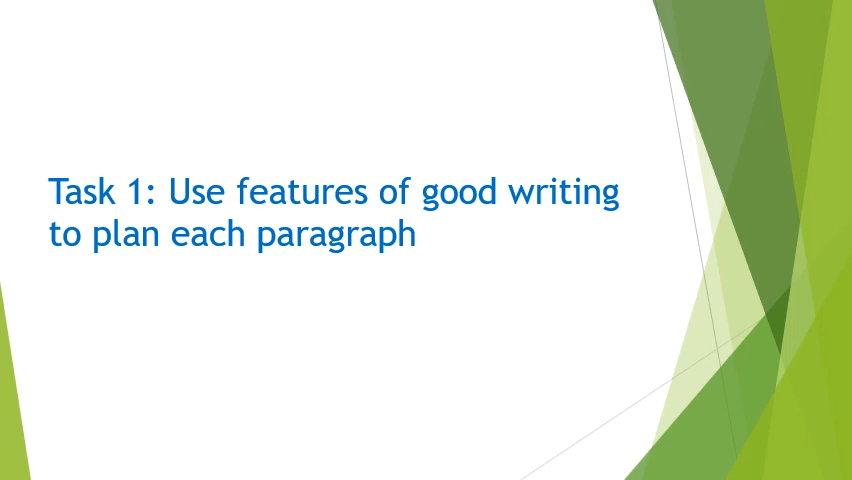 Task 1: Use features of good writing
to plan each paragraph